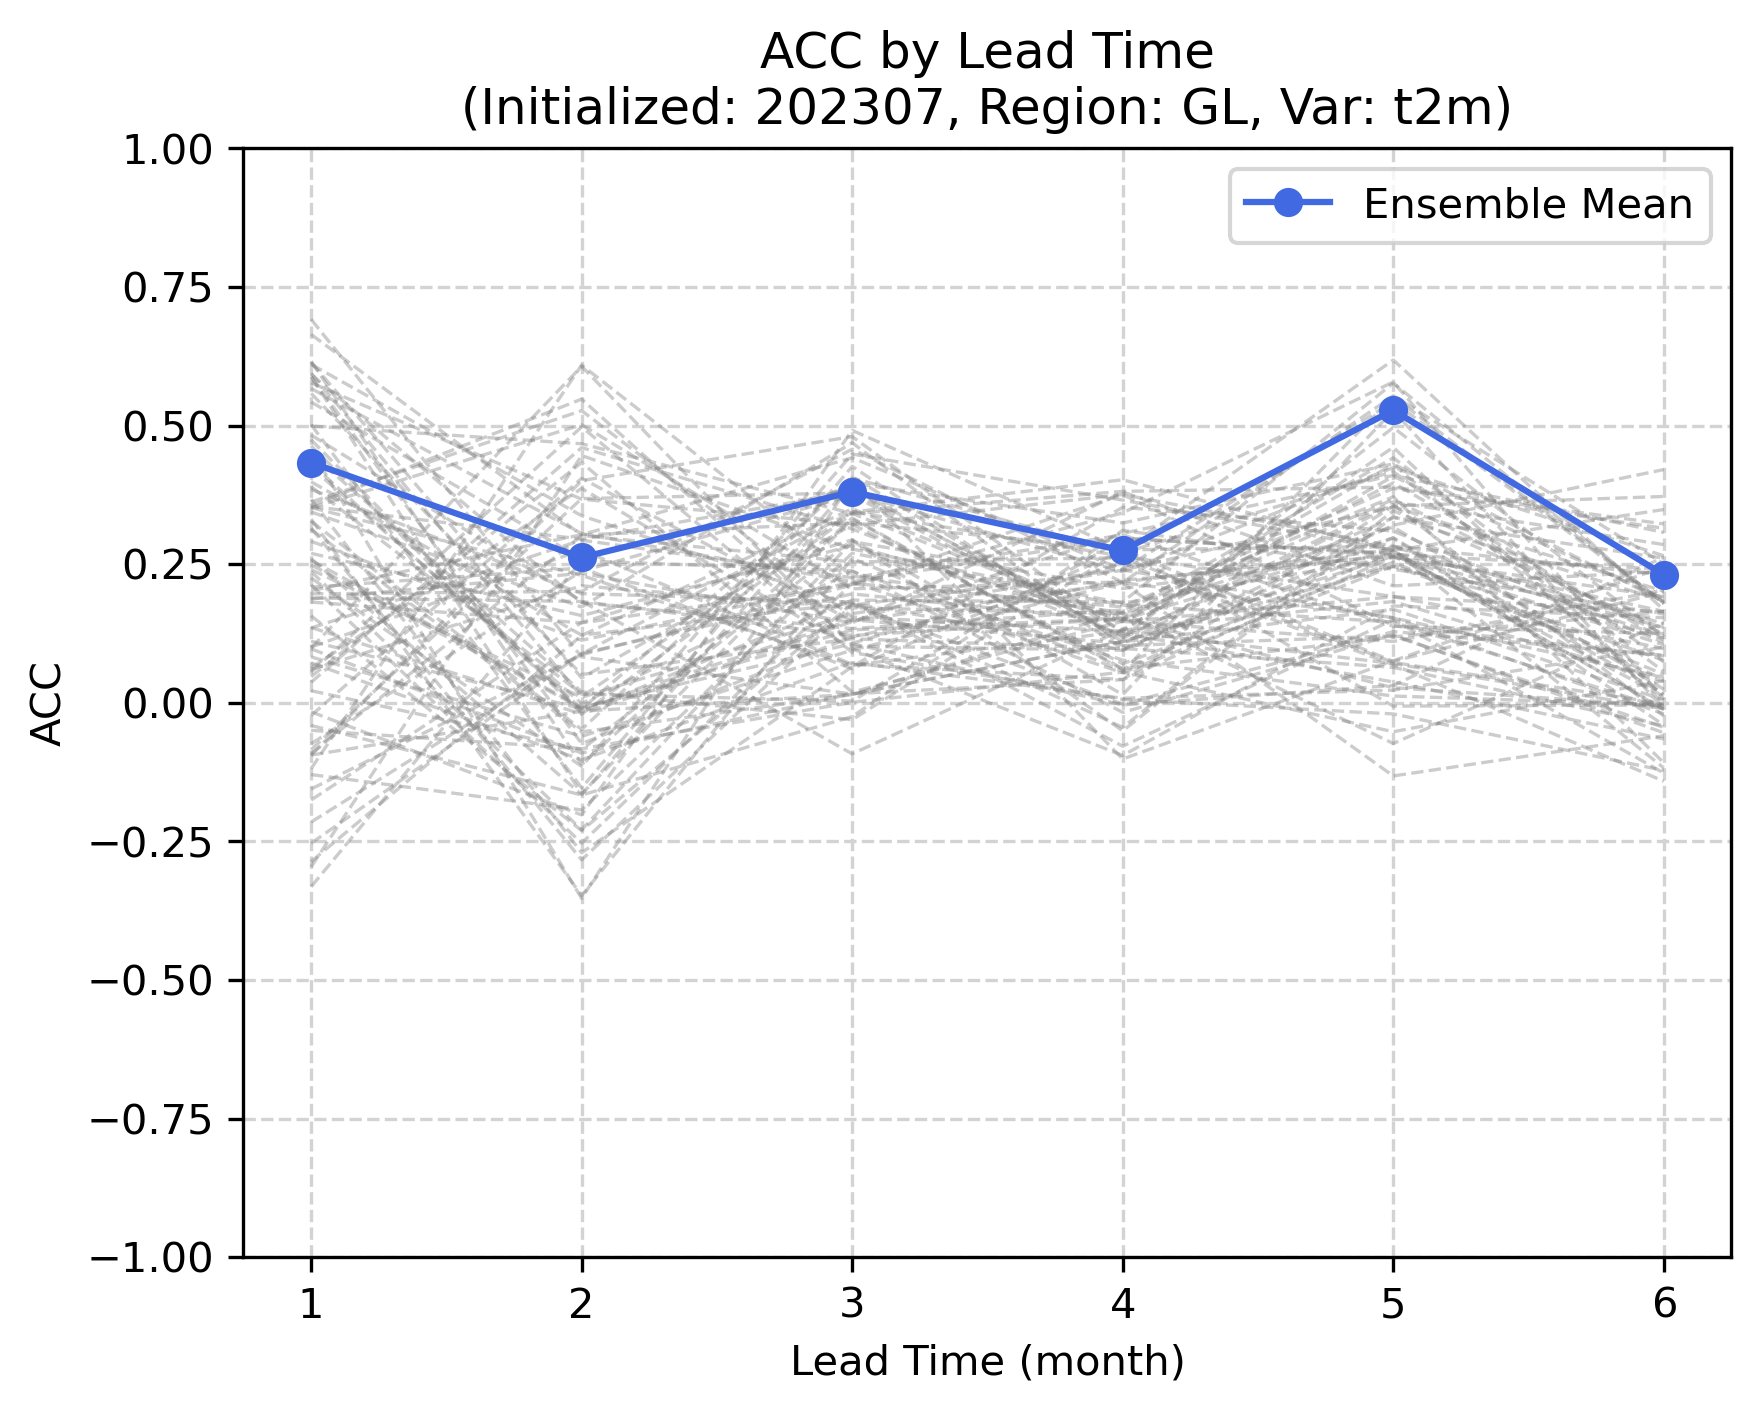 ACC by Lead Time
(Initialized: 202307, Region: GL, Var: t2m)
Ensemble Mean
1.00
0.75
0.50
0.25
0.00
−0.25
−0.50
−0.75
−1.00
ACC
1 2 3 4 5 6
Lead Time (month)